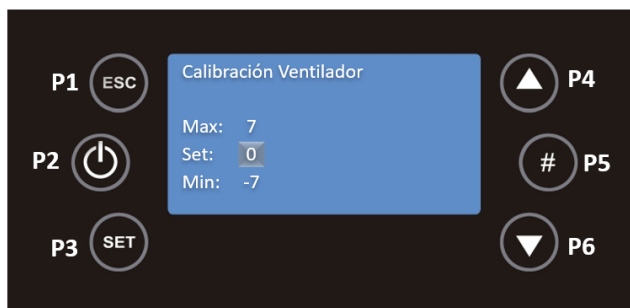 P1 ESC
Calibración Ventilador
P4
Max: 7
P2
Set: 0
# P5
Min: -7
P3 SET
P6